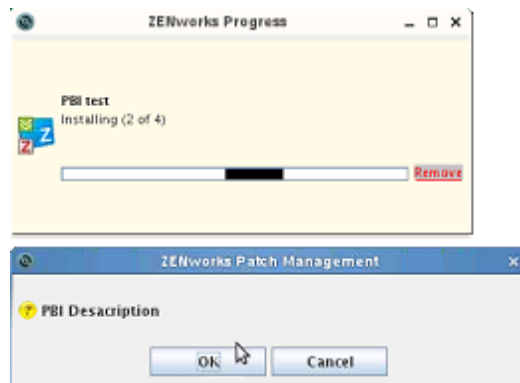 ZENworks Progress
PBI test
Installing (2 of 4)
Remove
ZENworks Patch Management
PBI Desacription
OK
Cancel